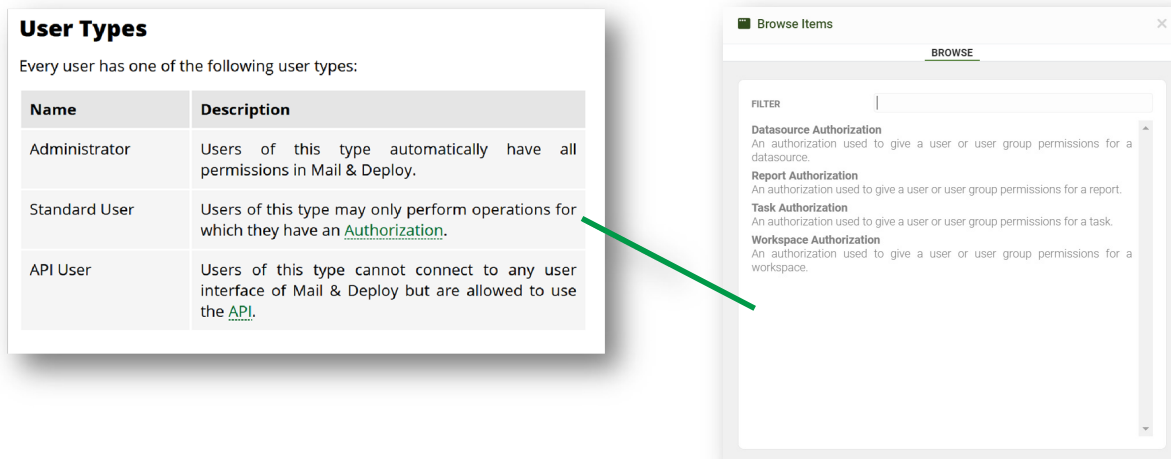 User Types
Every user has one of the following user types:
Name Description
Administrator Users of this type automatically have all
permissions in Mail & Deploy.
Standard User Users of this type may only perform operations for
which they have an Authorization.
API User Users of this type cannot connect to any user
interface of Mail & Deploy but are allowed to use
the API.
Browse Items
BROWSE
FILTER
Datasource Authorization
An authorization used to give a user or user group permissions for a
datasource.
Report Authorization
An authorization used to give a user or user group permissions for a report.
Task Authorization
An authorization used to give a user or user group permissions for a task.
Workspace Authorization
An authorization used to give a user or user group permissions for a
workspace.